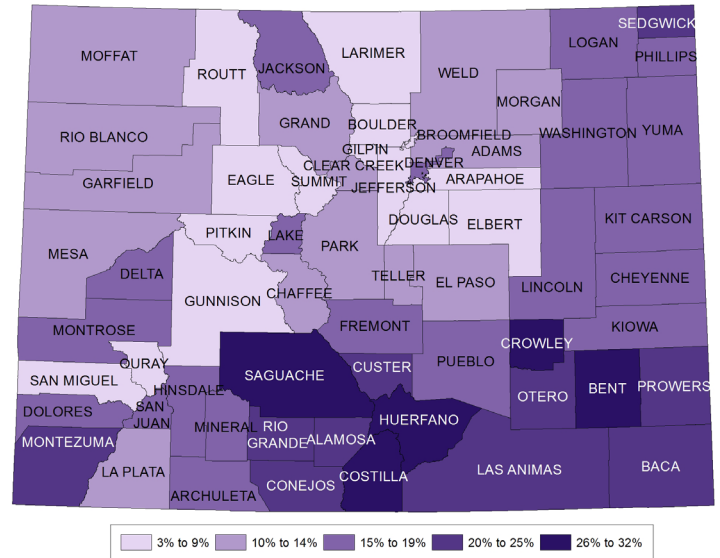 SEDGWICK
LARIMER
LOGAN
MOFFAT
PHILLIPS
JACKSON
ROUTT
WELD
MORGAN
GRAND
BOULDER
RIO BLANCO
BROOMFIELD
WASHINGTON
YUMA
GILPIN
ADAMS
CLEAR CREEK
DENVER
GARFIELD
EAGLE
SUMMIT
JEFFERSON
ARAPAHOE
DOUGLAS
ELBERT
KIT CARSON
PITKIN
LAKE
PARK
MESA
DELTA
TELLER
EL PASO
CHEYENNE
LINCOLN
GUNNISON
CHAFFEE
FREMONT
KIOWA
MONTROSE
CROWLEY
PUEBLO
OURAY
CUSTER
SAN MIGUEL
SAGUACHE
BENT
PROWERS
HINSDALE
OTERO
DOLORES
SAN
JUAN
HUERFANO
MINERAL
RIO
GRANDE
ALAMOSA
MONTEZUMA
LA PLATA
COSTILLA
LAS ANIMAS
BACA
CONEJOS
ARCHULETA
3% to 9%
10% to 14%
15% to 19%
20% to 25%
26% to 32%